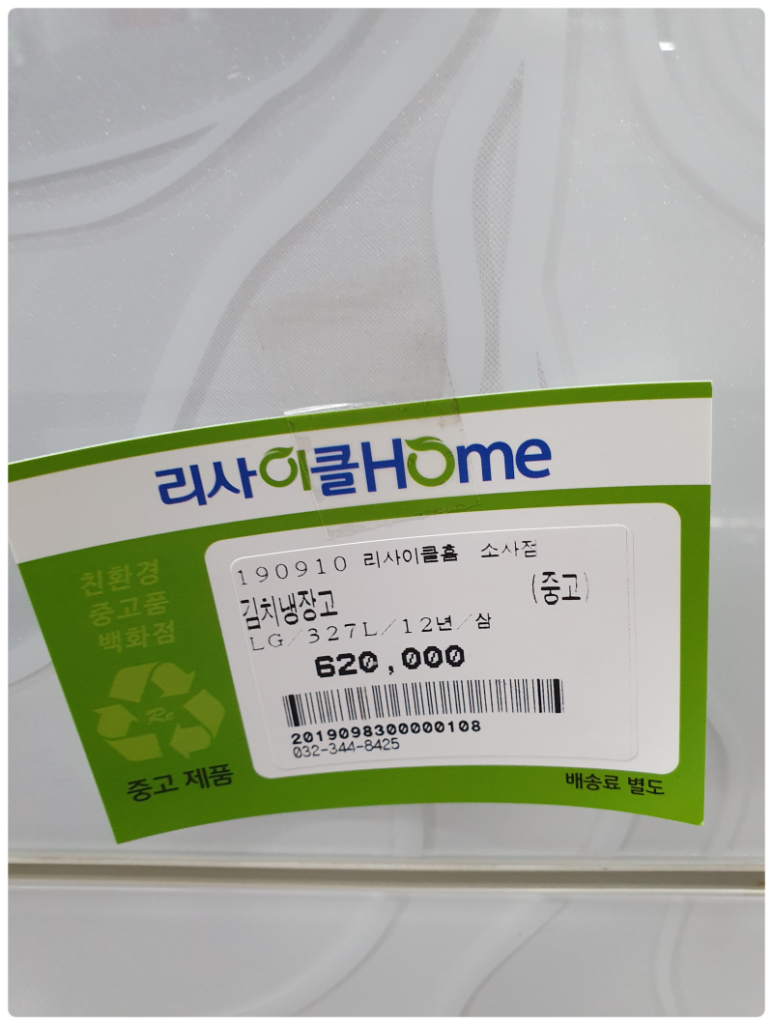 리사이클Home
친환경
중고품
백화점
190910 리사이클홈 소사점
김치냉장고 (중고)
LG/327L/12년/삼
620,000
2019098300000108
032-344-8425
Re
중고 제품
배송료 별도